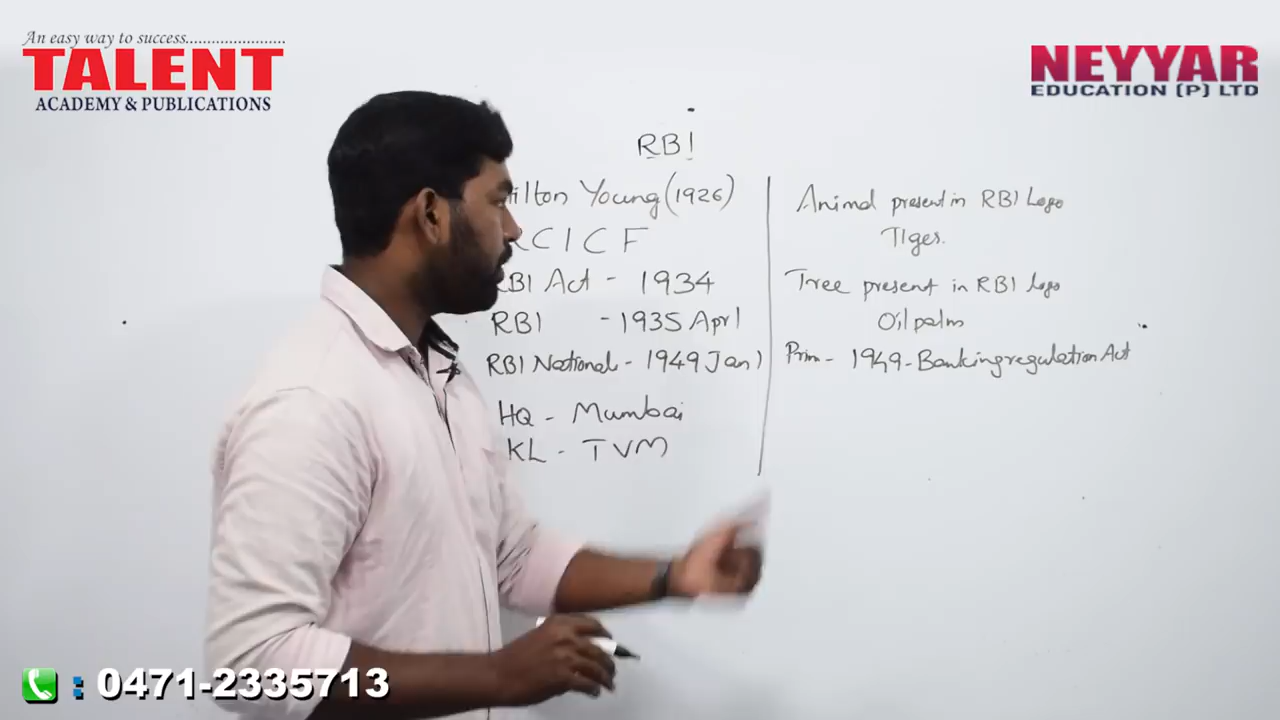 An easy way to success.......................
TALENT
ACADEMY & PUBLICATIONS
NEYYAR
EDUCATION (P) LTD
RBI
Hilton Young (1926)
RCICF
RBI Act - 1934
RBI - 1935 April
RBI National - 1949 Jan 1
HQ - Mumbai
KL - TVM
Animal present in RBI Logo
TIger.
Tree present in RBI logo
Oil palm
Prim - 1949 - Banking regulation Act
: 0471-2335713